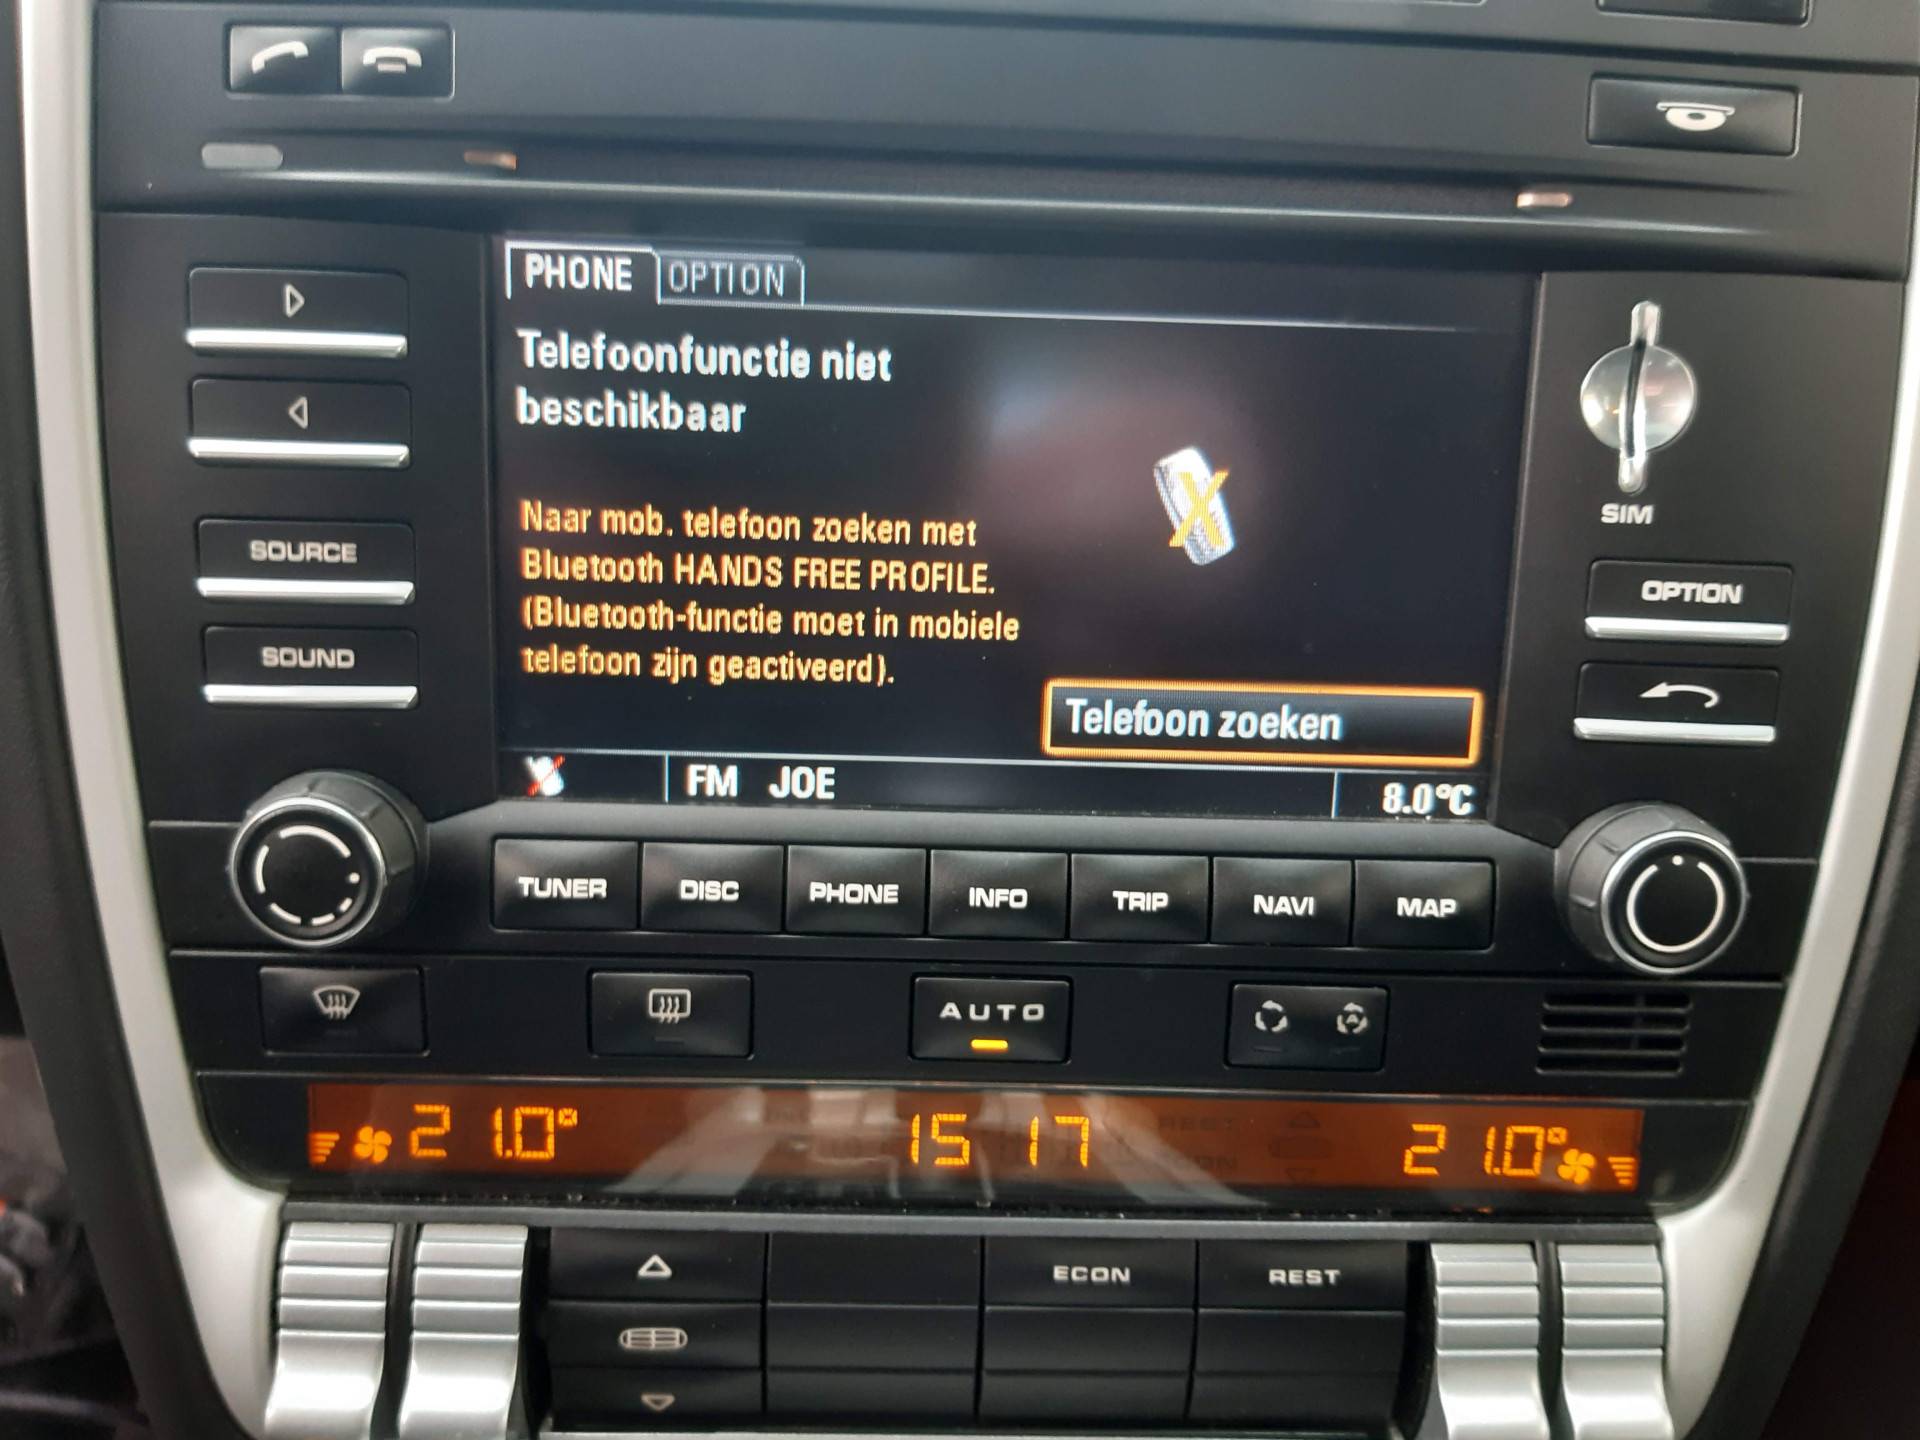 PHONE OPTION
Telefoonfunctie niet
beschikbaar
Naar mob. telefoon zoeken met
Bluetooth HANDS FREE PROFILE.
(Bluetooth-functie moet in mobiele
telefoon zijn geactiveerd).
Telefoon zoeken
FM JOE
8.0°C
SOURCE
SOUND
SIM
OPTION
TUNER DISC PHONE INFO TRIP NAVI MAP
AUTO
A
21.0° 15 17 21.0°
ECON REST